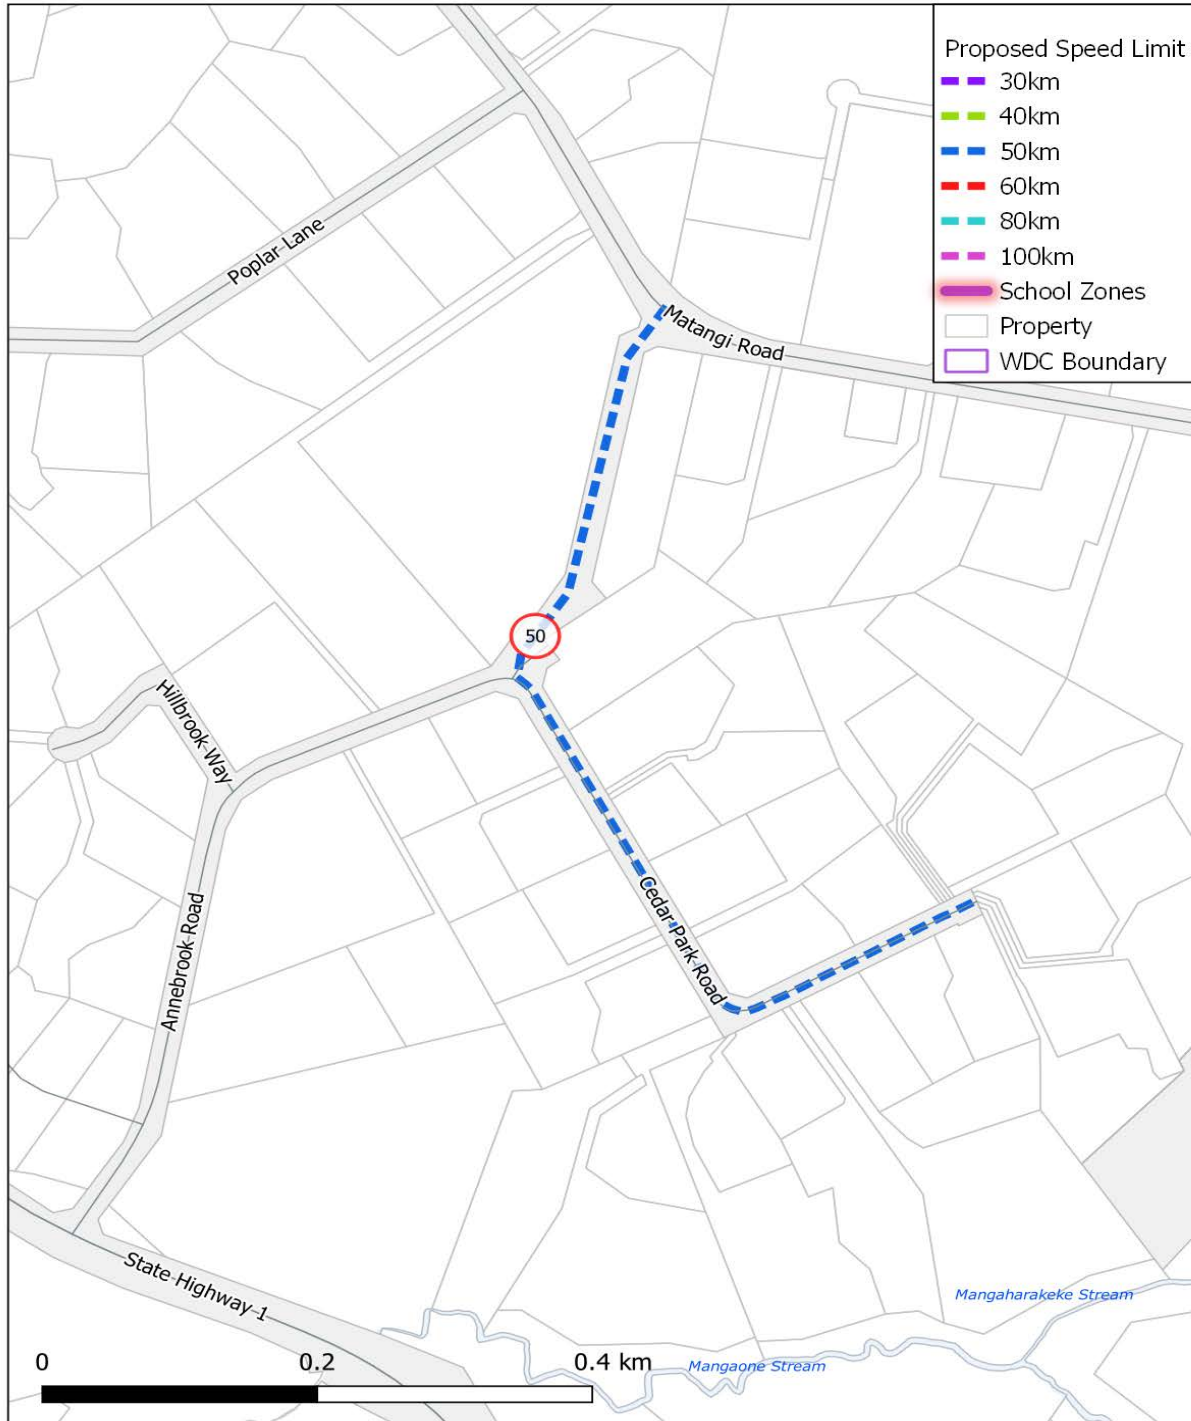 Proposed Speed Limit
30km
40km
50km
60km
80km
100km
School Zones
Property
WDC Boundary
Poplar Lane
Matangi Road
50
Hillbrook Way
Cedar Park Road
Annebrook Road
State Highway 1
Mangaharakeke Stream
Mangaone Stream
0 0.2 0.4 km